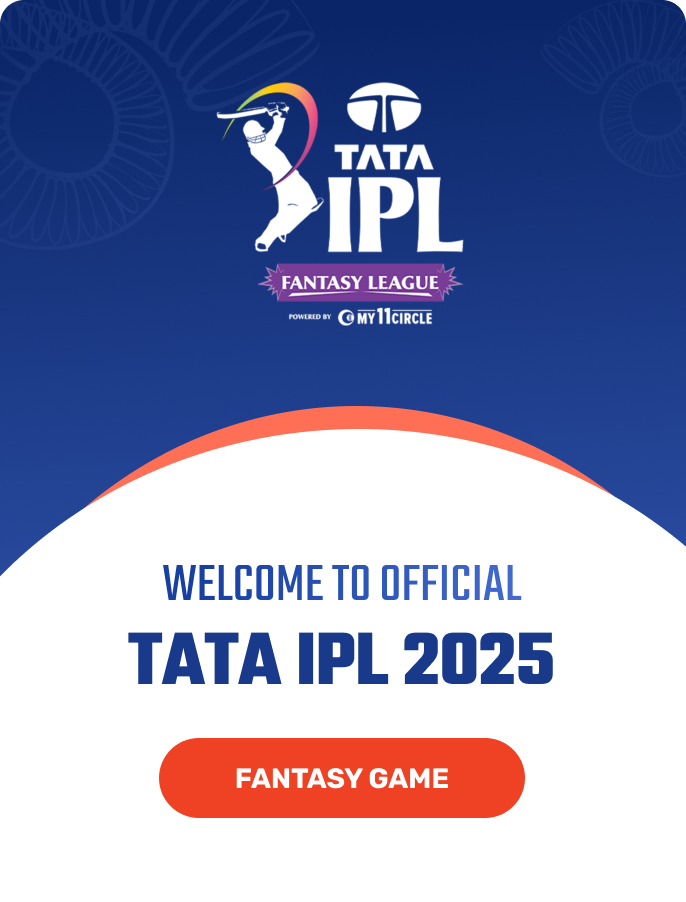 TATA
IPL
FANTASY LEAGUE
POWERED BY MY11CIRCLE
WELCOME TO OFFICIAL
TATA IPL 2025
FANTASY GAME